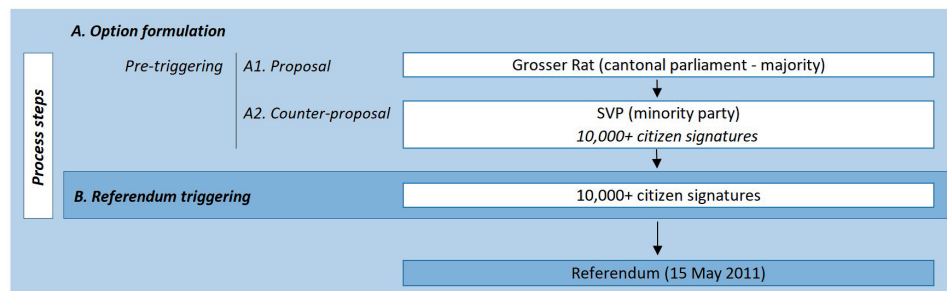 A. Option formulation
Process steps
Pre-triggering
A1. Proposal
Grosser Rat (cantonal parliament - majority)
A2. Counter-proposal
SVP (minority party)
10,000+ citizen signatures
B. Referendum triggering
10,000+ citizen signatures
Referendum (15 May 2011)